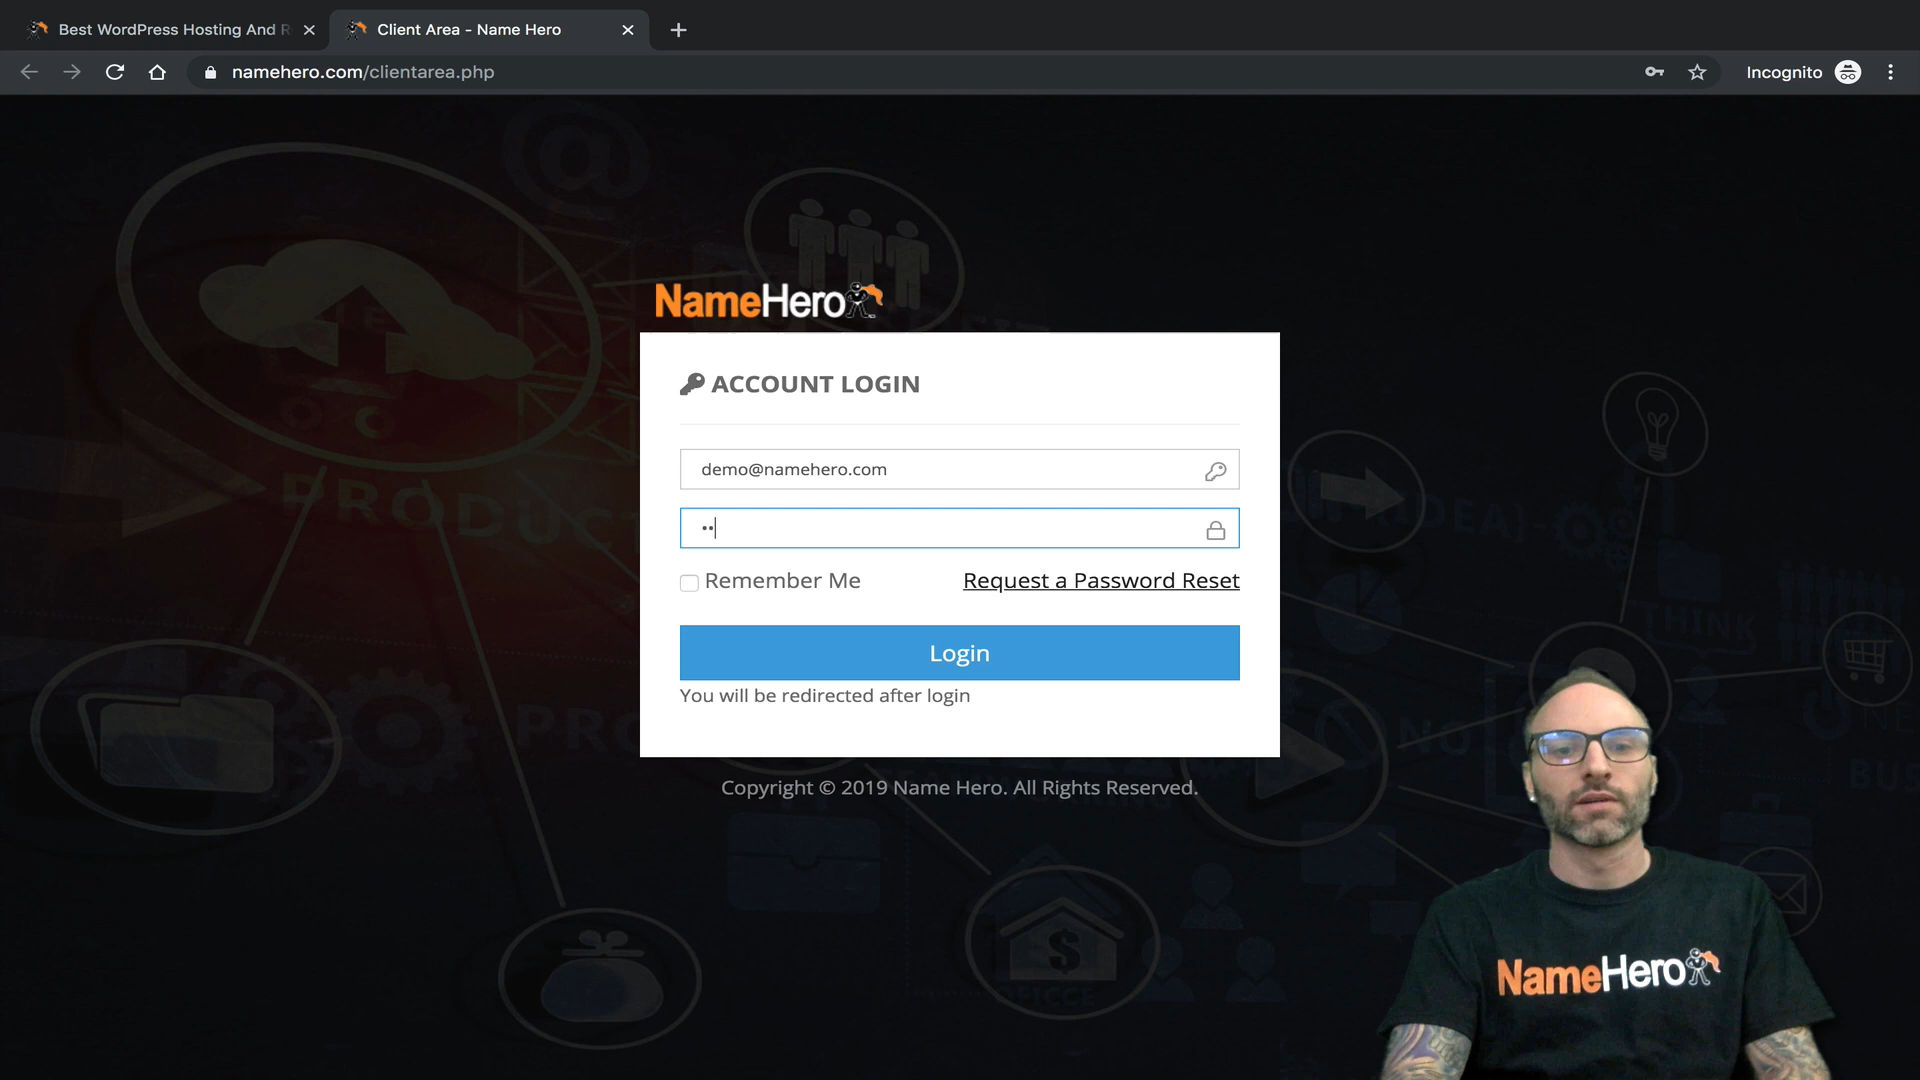 Best WordPress Hosting And R
Client Area - Name Hero
namehero.com/clientarea.php
Incognito
NameHero
ACCOUNT LOGIN
demo@namehero.com
••
Remember Me
Request a Password Reset
Login
You will be redirected after login
Copyright © 2019 Name Hero. All Rights Reserved.
PRODUCT
THINK
NameHero